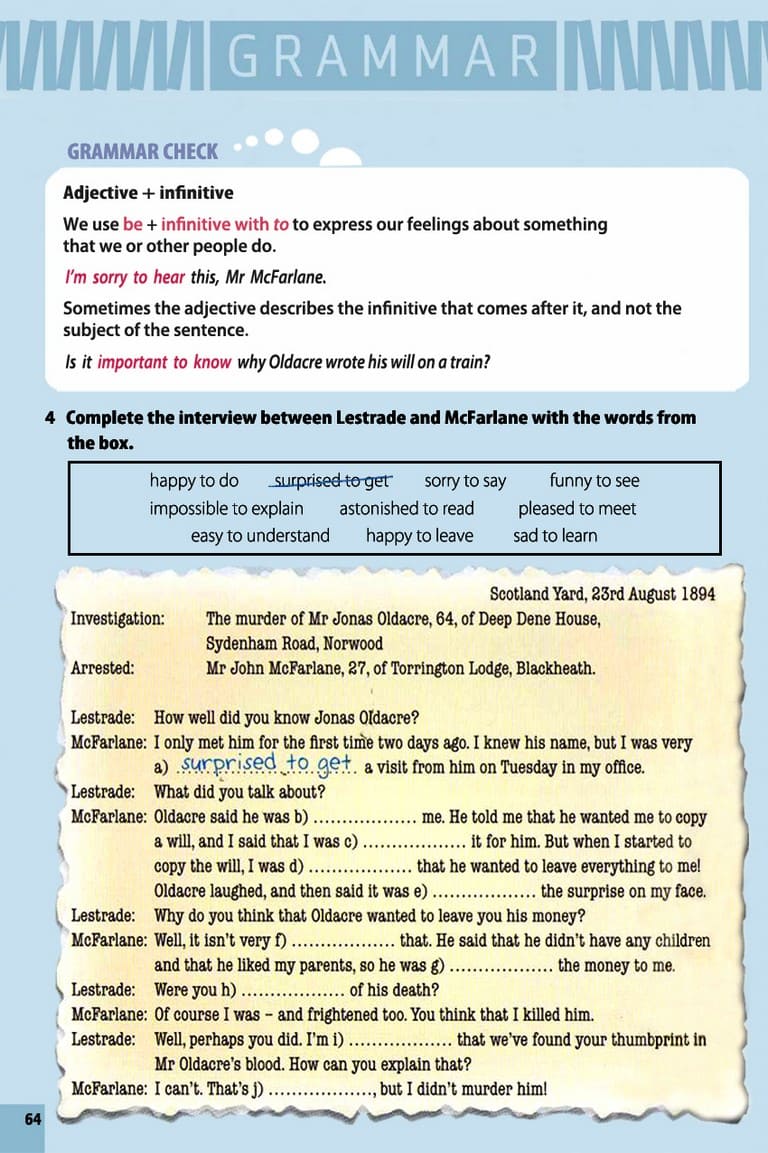 GRAMMAR
GRAMMAR CHECK
Adjective + infinitive
We use be + infinitive with to to express our feelings about something
that we or other people do.
I'm sorry to hear this, Mr McFarlane.
Sometimes the adjective describes the infinitive that comes after it, and not the
subject of the sentence.
Is it important to know why Oldacre wrote his will on a train?
4 Complete the interview between Lestrade and McFarlane with the words from
the box.
happy to do surprised to get sorry to say funny to see
impossible to explain astonished to read pleased to meet
easy to understand happy to leave sad to learn
Scotland Yard, 23rd August 1894
Investigation: The murder of Mr Jonas Oldacre, 64, of Deep Dene House,
Sydenham Road, Norwood
Arrested: Mr John McFarlane, 27, of Torrington Lodge, Blackheath.
Lestrade: How well did you know Jonas Oldacre?
McFarlane: I only met him for the first time two days ago. I knew his name, but I was very
a) surprised to get a visit from him on Tuesday in my office.
Lestrade: What did you talk about?
McFarlane: Oldacre said he was b) .................. me. He told me that he wanted me to copy
a will, and I said that I was c) .................. it for him. But when I started to
copy the will, I was d) .................. that he wanted to leave everything to me!
Oldacre laughed, and then said it was e) .................. the surprise on my face.
Lestrade: Why do you think that Oldacre wanted to leave you his money?
McFarlane: Well, it isn't very f) .................. that. He said that he didn't have any children
and that he liked my parents, so he was g) .................. the money to me.
Lestrade: Were you h) .................. of his death?
McFarlane: Of course I was – and frightened too. You think that I killed him.
Lestrade: Well, perhaps you did. I'm i) .................. that we've found your thumbprint in
Mr Oldacre's blood. How can you explain that?
McFarlane: I can't. That's j) .................., but I didn't murder him!
64